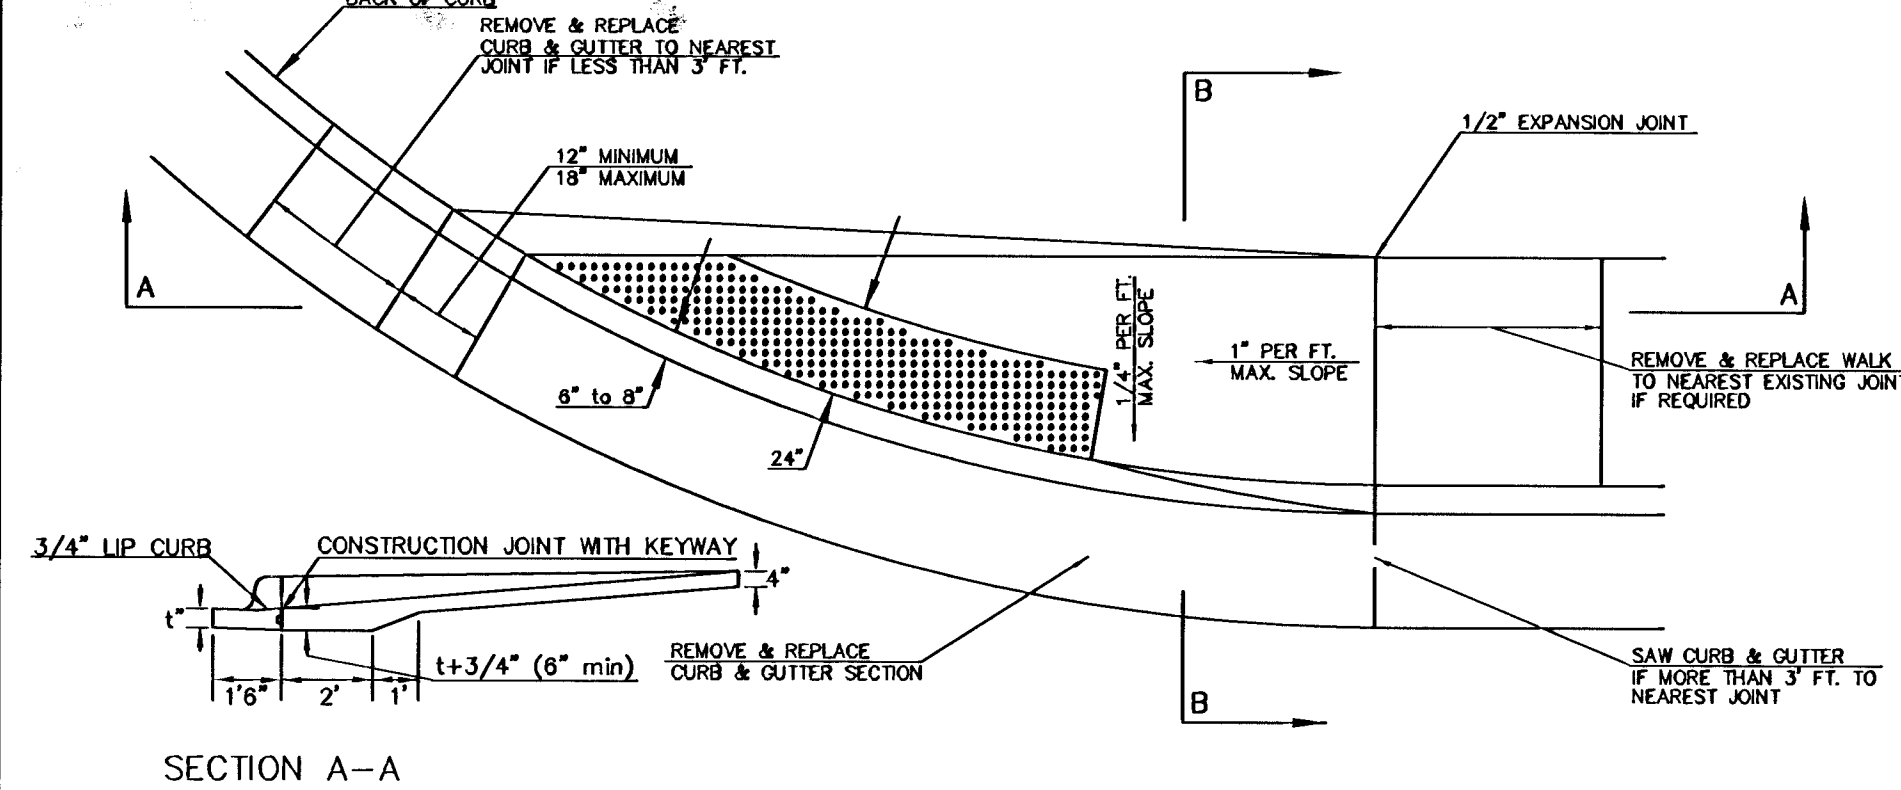 BACK OF CURB
REMOVE & REPLACE
CURB & GUTTER TO NEAREST
JOINT IF LESS THAN 3' FT.
B
1/2" EXPANSION JOINT
12" MINIMUM
18" MAXIMUM
A
A
1/4" PER FT.
MAX. SLOPE
1" PER FT.
MAX. SLOPE
REMOVE & REPLACE WALK
TO NEAREST EXISTING JOINT
IF REQUIRED
6" to 8"
24"
3/4" LIP CURB
CONSTRUCTION JOINT WITH KEYWAY
4"
t"
t+3/4" (6" min)
1'6"
2'
1'
REMOVE & REPLACE
CURB & GUTTER SECTION
SAW CURB & GUTTER
IF MORE THAN 3' FT. TO
NEAREST JOINT
B
SECTION A-A